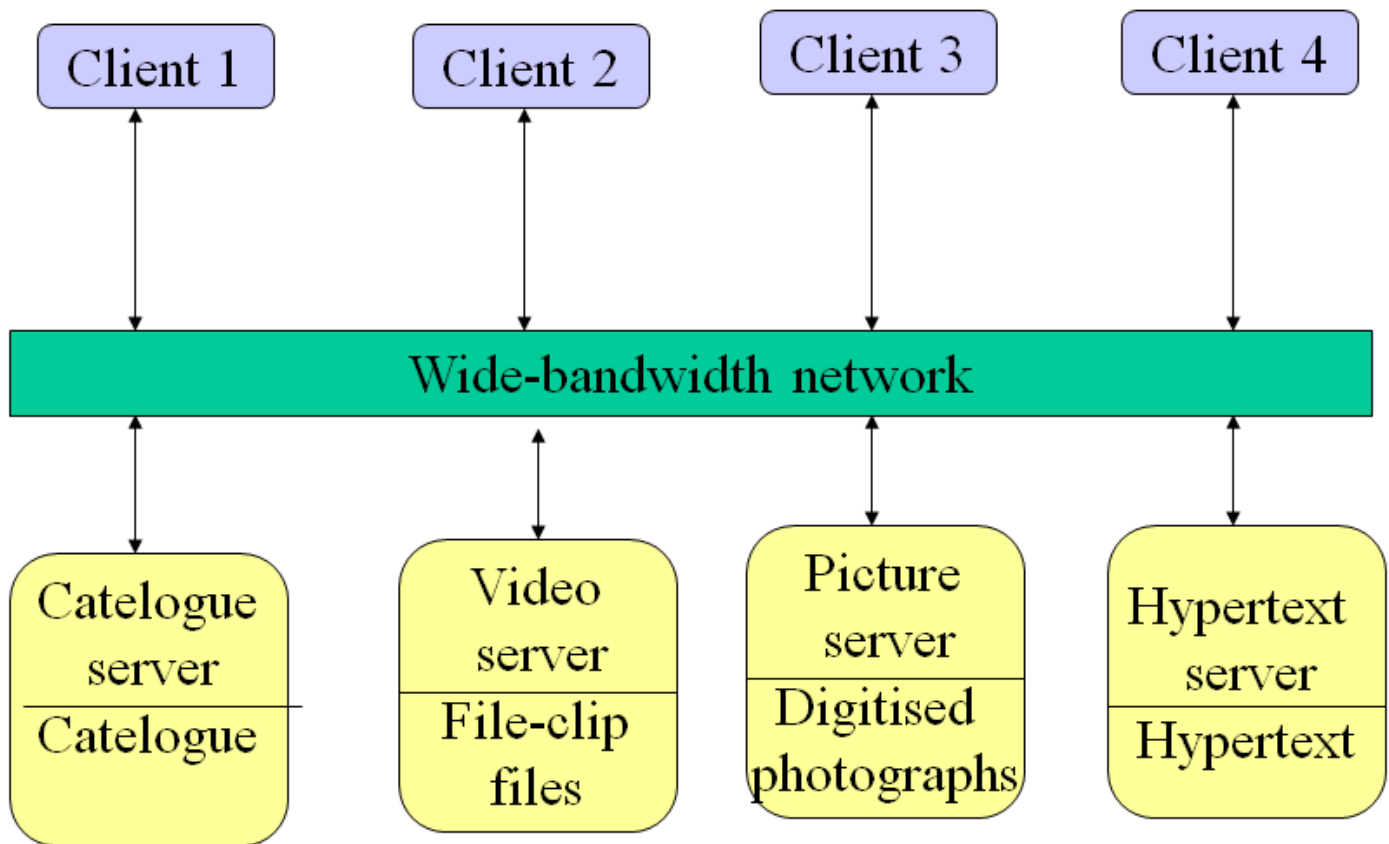 Client 1
Client 2
Client 3
Client 4
Wide-bandwidth network
Catelogue
server
Catelogue
Video
server
File-clip
files
Picture
server
Digitised
photographs
Hypertext
server
Hypertext